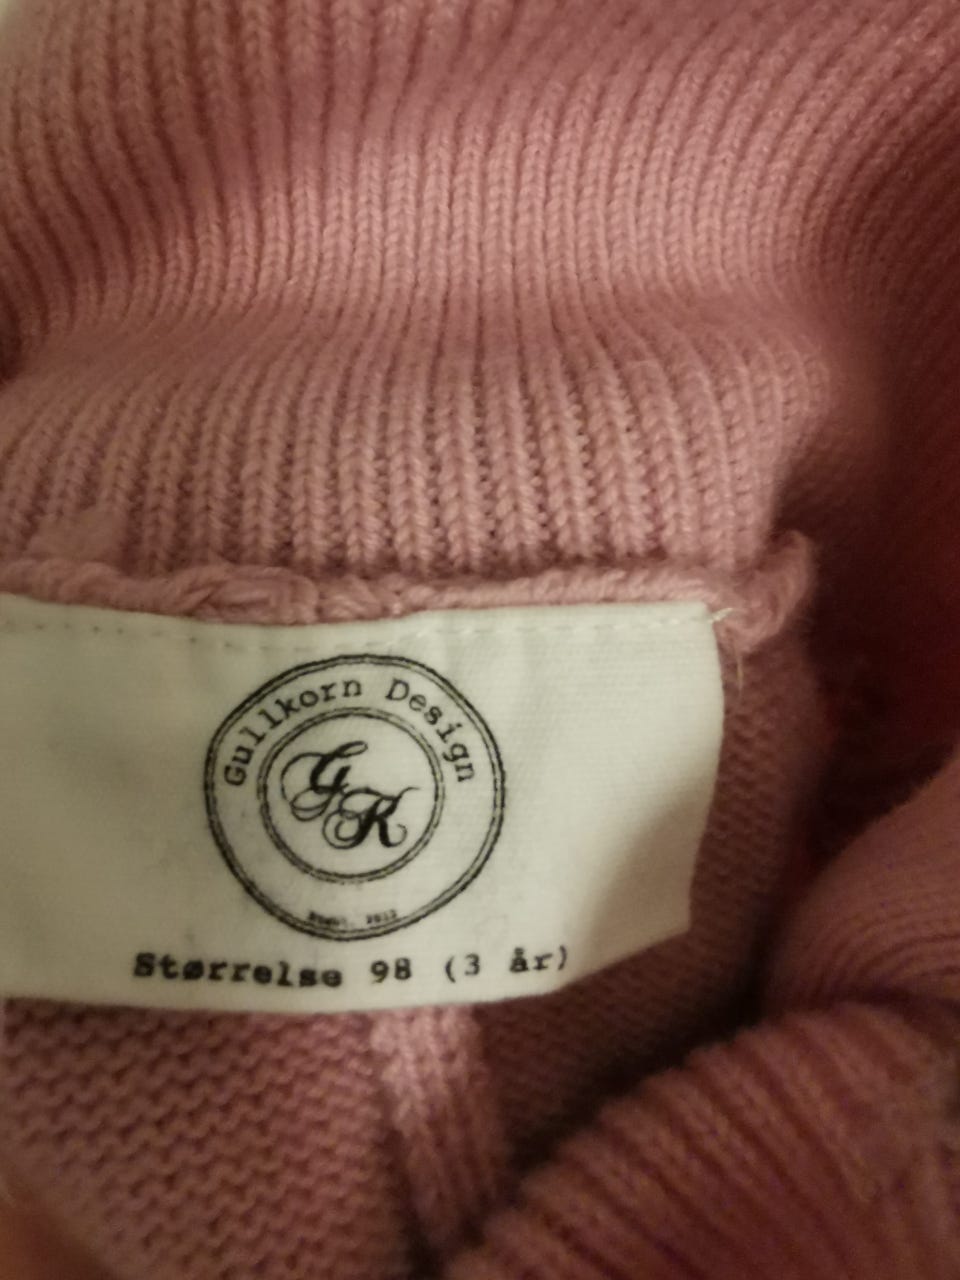 Gullkorn Design
GK
Størrelse 98 (3 år)